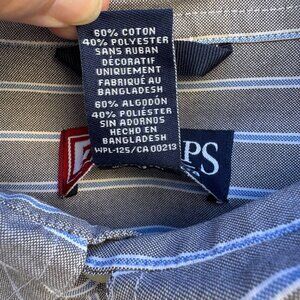 60% COTTON
40% POLYESTER
SANS RUBAN
DÉCORATIF
UNIQUEMENT
FABRIQUÉ AU
BANGLADESH
60% ALGODÓN
40% POLIÉSTER
SIN ADORNOS
HECHO EN
BANGLADESH
WPL-125/CA 00213
PS